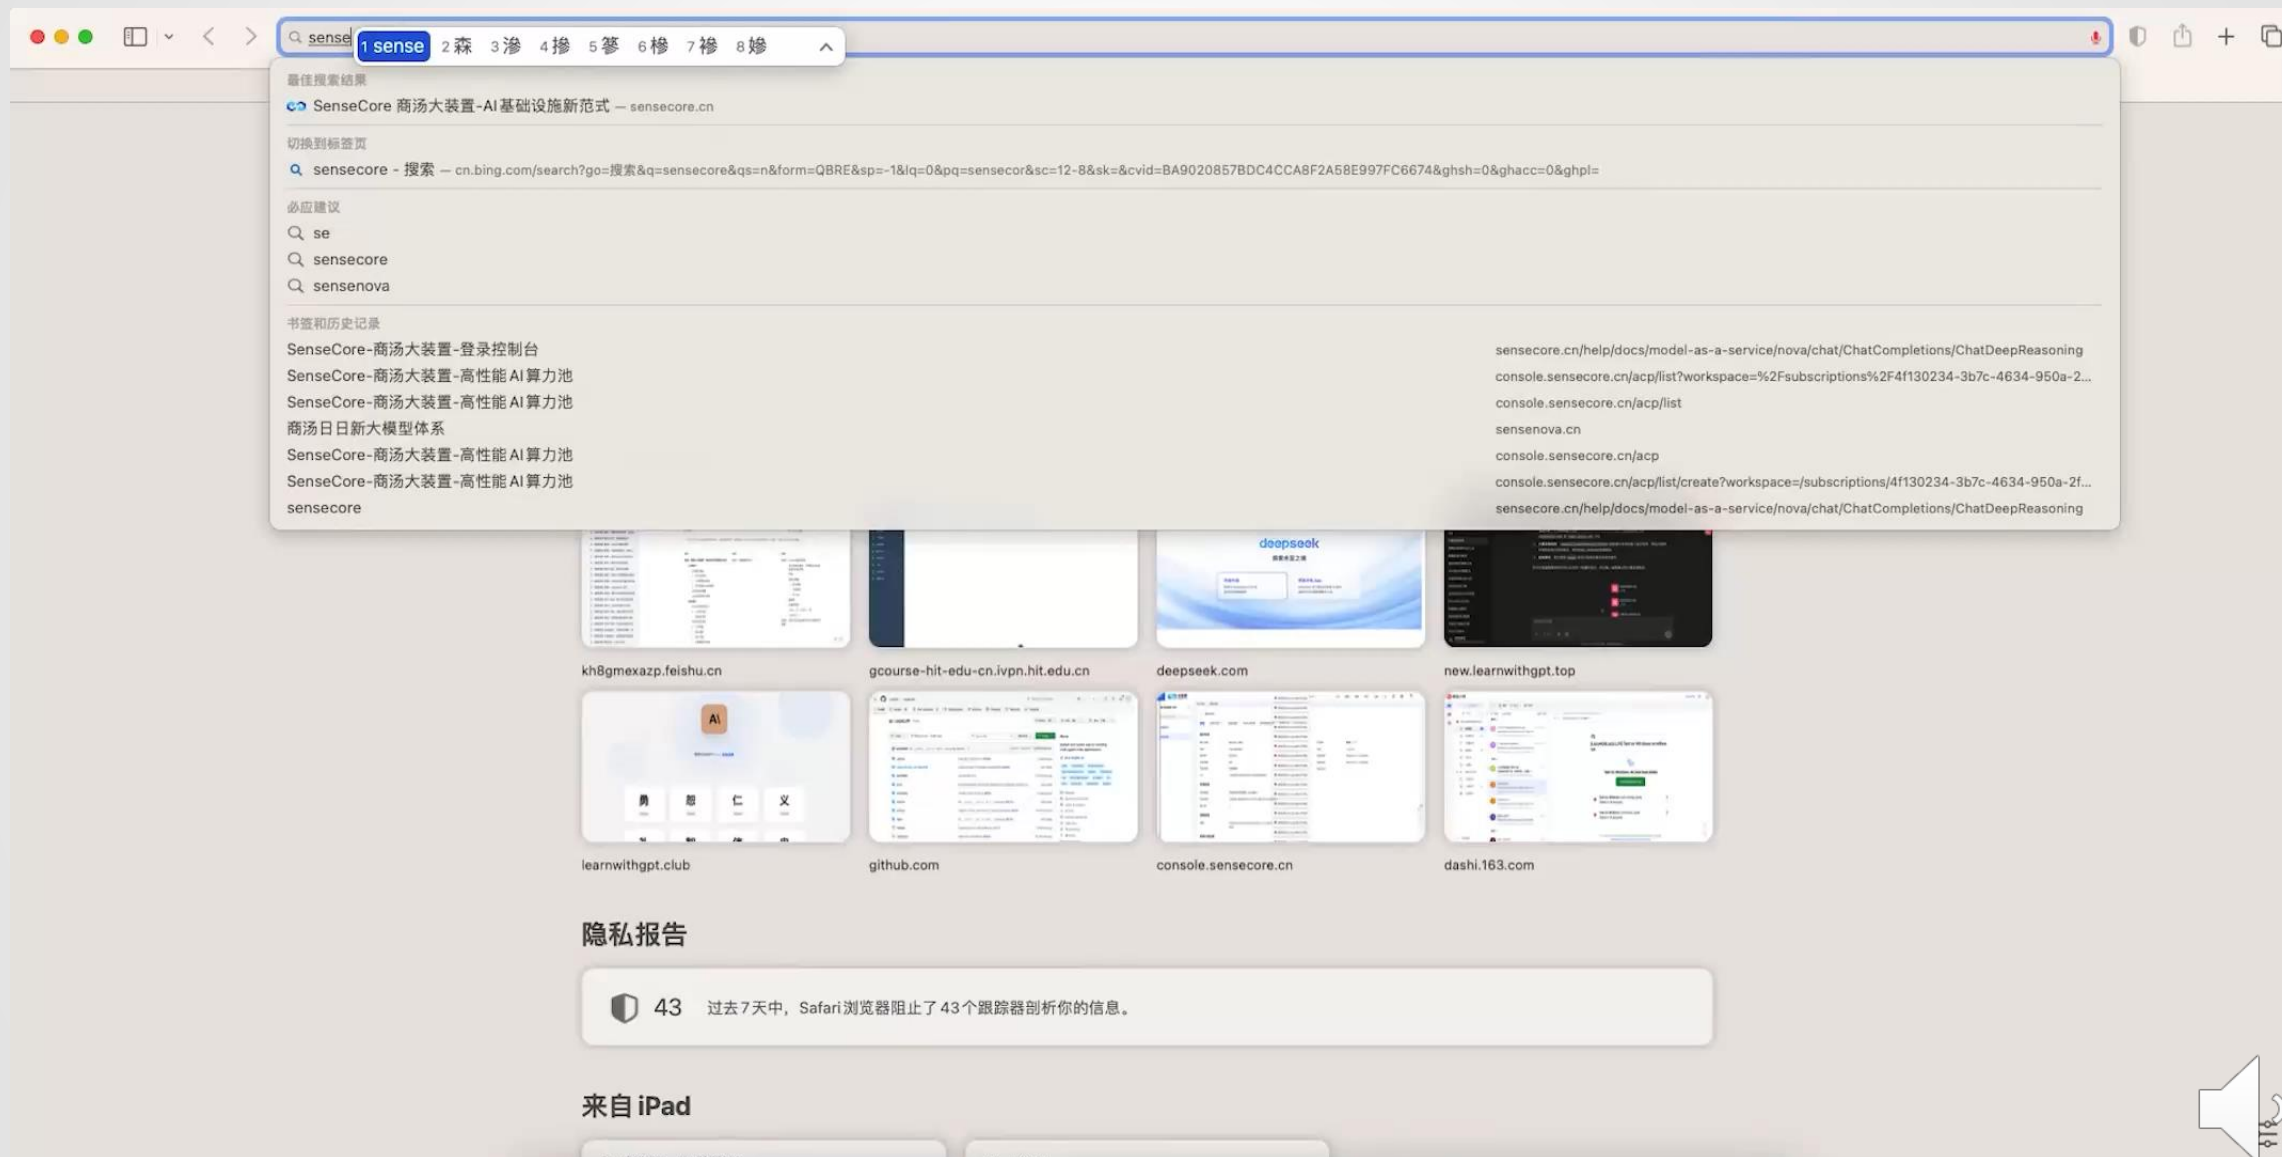 sense
1 sense 2 森 3 滲 4 摻 5 篸 6 槮 7 襂 8 嬸
最佳搜索结果
SenseCore 商汤大装置-AI基础设施新范式 — sensecore.cn
切换到标签页
sensecore - 搜索 — cn.bing.com/search?go=搜索&q=sensecore&qs=n&form=QBRE&sp=-1&lq=0&pq=sensecor&sc=12-8&sk=&cvid=BA9020857BDC4CCA8F2A58E997FC6674&ghsh=0&ghacc=0&ghpl=
必应建议
se
sensecore
sensenova
书签和历史记录
SenseCore-商汤大装置-登录控制台 sensecore.cn/help/docs/model-as-a-service/nova/chat/ChatCompletions/ChatDeepReasoning
SenseCore-商汤大装置-高性能AI算力池 console.sensecore.cn/acp/list?workspace=%2Fsubscriptions%2F4f130234-3b7c-4634-950a-2...
SenseCore-商汤大装置-高性能AI算力池 console.sensecore.cn/acp/list
商汤日日新大模型体系 sensenova.cn
SenseCore-商汤大装置-高性能AI算力池 console.sensecore.cn/acp
SenseCore-商汤大装置-高性能AI算力池 console.sensecore.cn/acp/list/create?workspace=/subscriptions/4f130234-3b7c-4634-950a-2f...
sensecore sensecore.cn/help/docs/model-as-a-service/nova/chat/ChatCompletions/ChatDeepReasoning
deepseek
kh8gmexazp.feishu.cn gcourse-hit-edu-cn.ivpn.hit.edu.cn deepseek.com new.learnwithgpt.top
A\
勇 恕 仁 义
learnwithgpt.club github.com console.sensecore.cn dashi.163.com
隐私报告
43 过去7天中，Safari浏览器阻止了43个跟踪器剖析你的信息。
来自 iPad